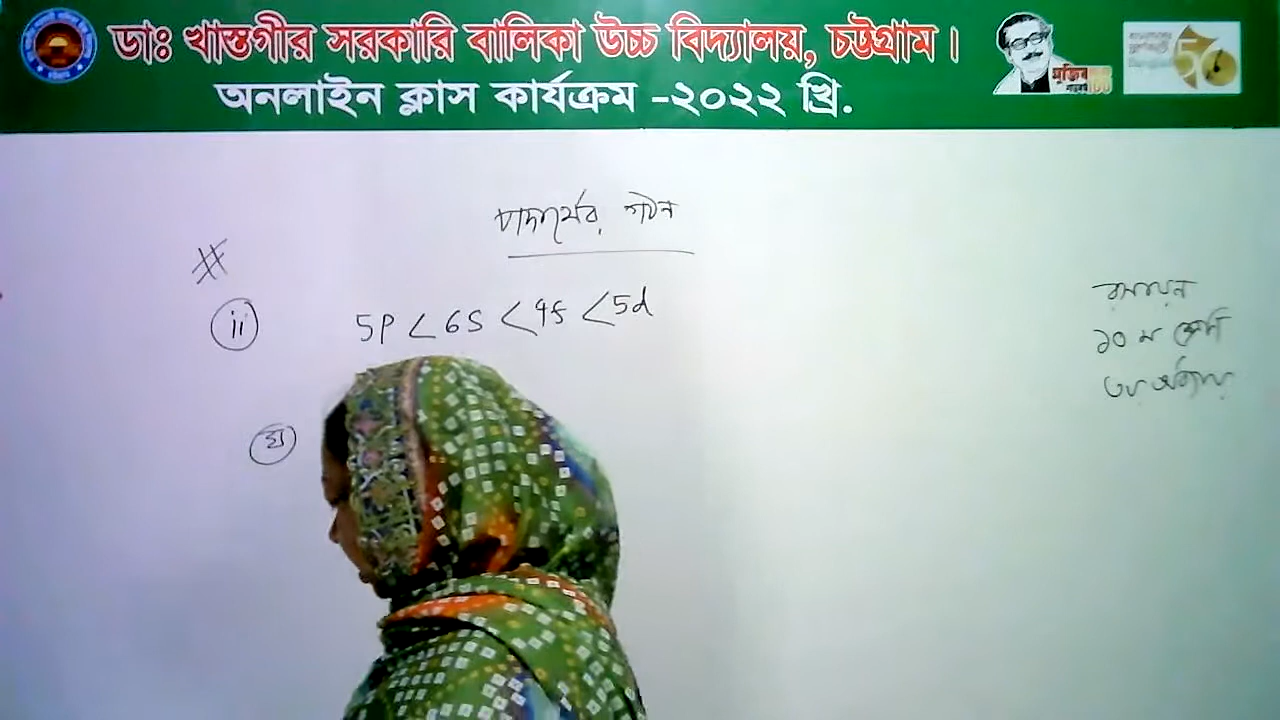 ডাঃ খাস্তগীর সরকারি বালিকা উচ্চ বিদ্যালয়, চট্টগ্রাম।
অনলাইন ক্লাস কার্যক্রম -২০২২ খ্রি.
পদার্থের গঠন
#
ii 5P < 6S < 4f < 5d
ঘ
রসায়ন
১০ ম শ্রেণি
৩য় অধ্যায়